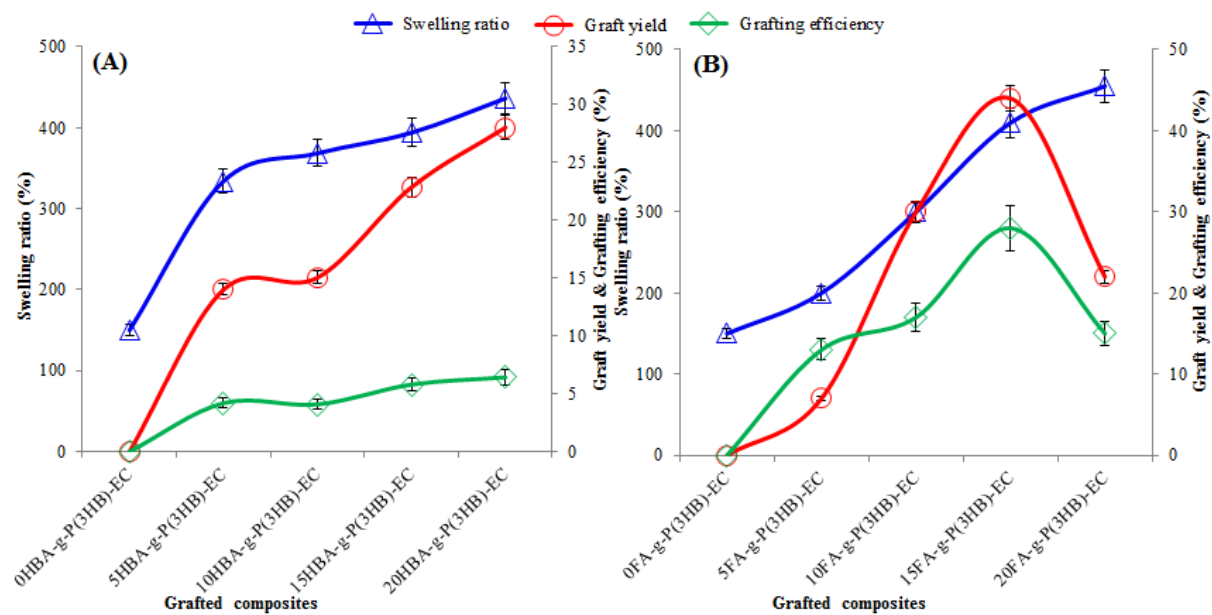 Swelling ratio Graft yield Grafting efficiency
(A)
Swelling ratio (%)
500
400
300
200
100
0
35
30
25
20
15
10
5
0
Graft yield & Grafting efficiency (%)
0HBA-g-P(3HB)-EC
5HBA-g-P(3HB)-EC
10HBA-g-P(3HB)-EC
15HBA-g-P(3HB)-EC
20HBA-g-P(3HB)-EC
Grafted composites
(B)
Swelling ratio (%)
500
400
300
200
100
0
50
40
30
20
10
0
Graft yield & Grafting efficiency (%)
0FA-g-P(3HB)-EC
5FA-g-P(3HB)-EC
10FA-g-P(3HB)-EC
15FA-g-P(3HB)-EC
20FA-g-P(3HB)-EC
Grafted composites